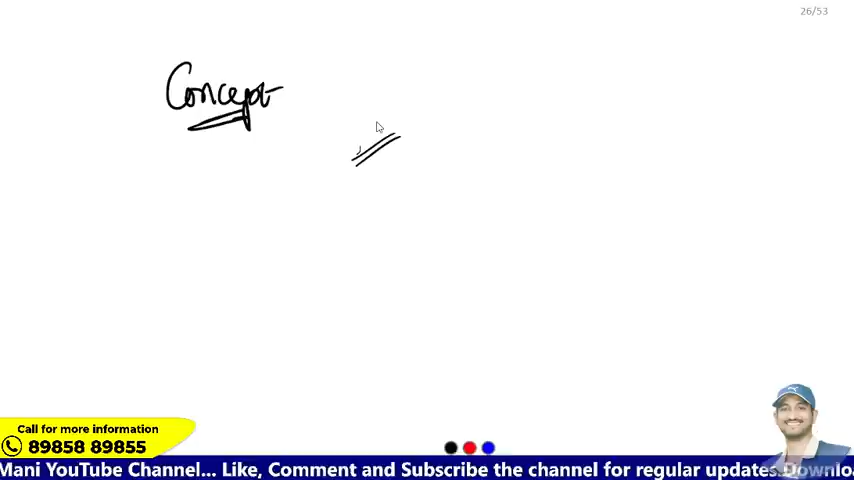 26/53
Concept
Call for more information
89858 89855
Mani YouTube Channel... Like, Comment and Subscribe the channel for regular updates Downlo